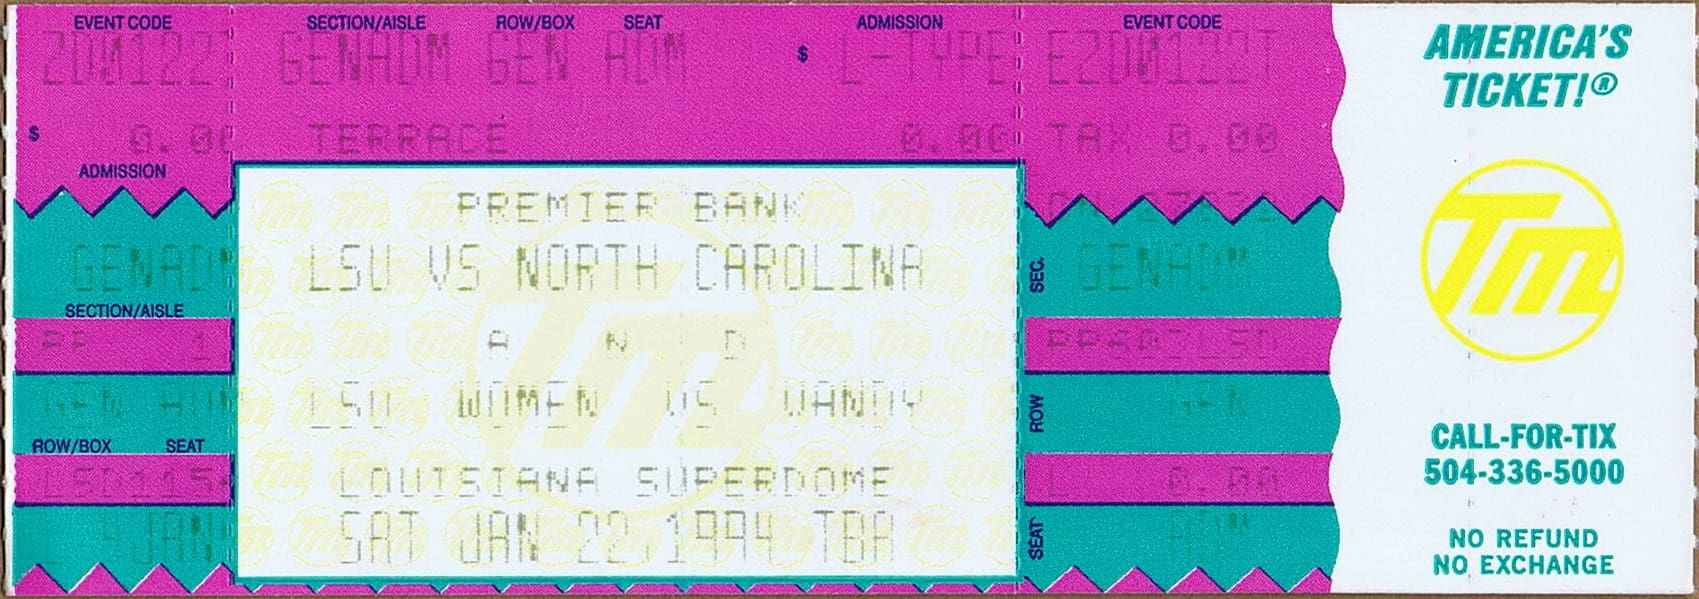 EVENT CODE SECTION/AISLE ROW/BOX SEAT ADMISSION EVENT CODE
ZD0122 GENADM GEN ADM $ L-TYPE EZD0122T
$ 0.00 TERRACE 0.00 TAX 0.00
ADMISSION
PREMIER BANK
GENADM LSU VS NORTH CAROLINA SEC. GENADM
SECTION/AISLE
A N D
GEN ADM LSU WOMEN VS VANDY ROW GEN
ROW/BOX SEAT
LOUISIANA SUPERDOME L 0.00
SAT JAN 22,1994 TBA SEAT ADM
AMERICA'S
TICKET!®
Tm
CALL-FOR-TIX
504-336-5000
NO REFUND
NO EXCHANGE